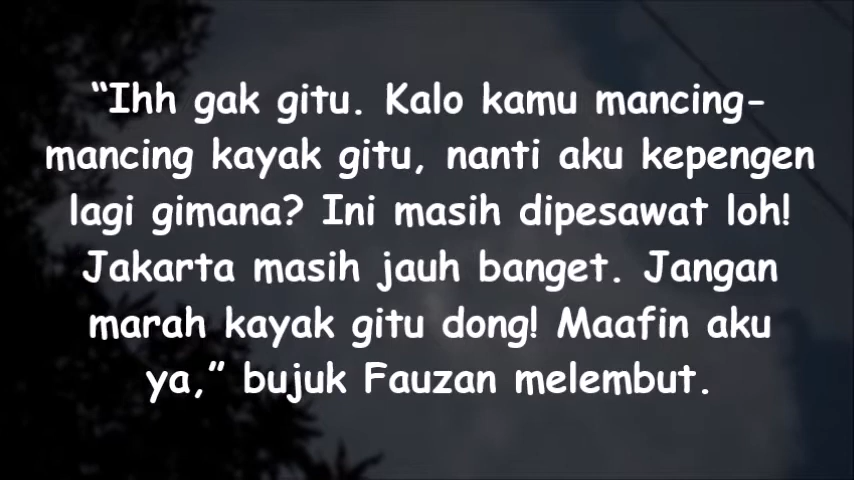 “Ihh gak gitu. Kalo kamu mancing-
mancing kayak gitu, nanti aku kepengen
lagi gimana? Ini masih dipesawat loh!
Jakarta masih jauh banget. Jangan
marah kayak gitu dong! Maafin aku
ya,” bujuk Fauzan melembut.